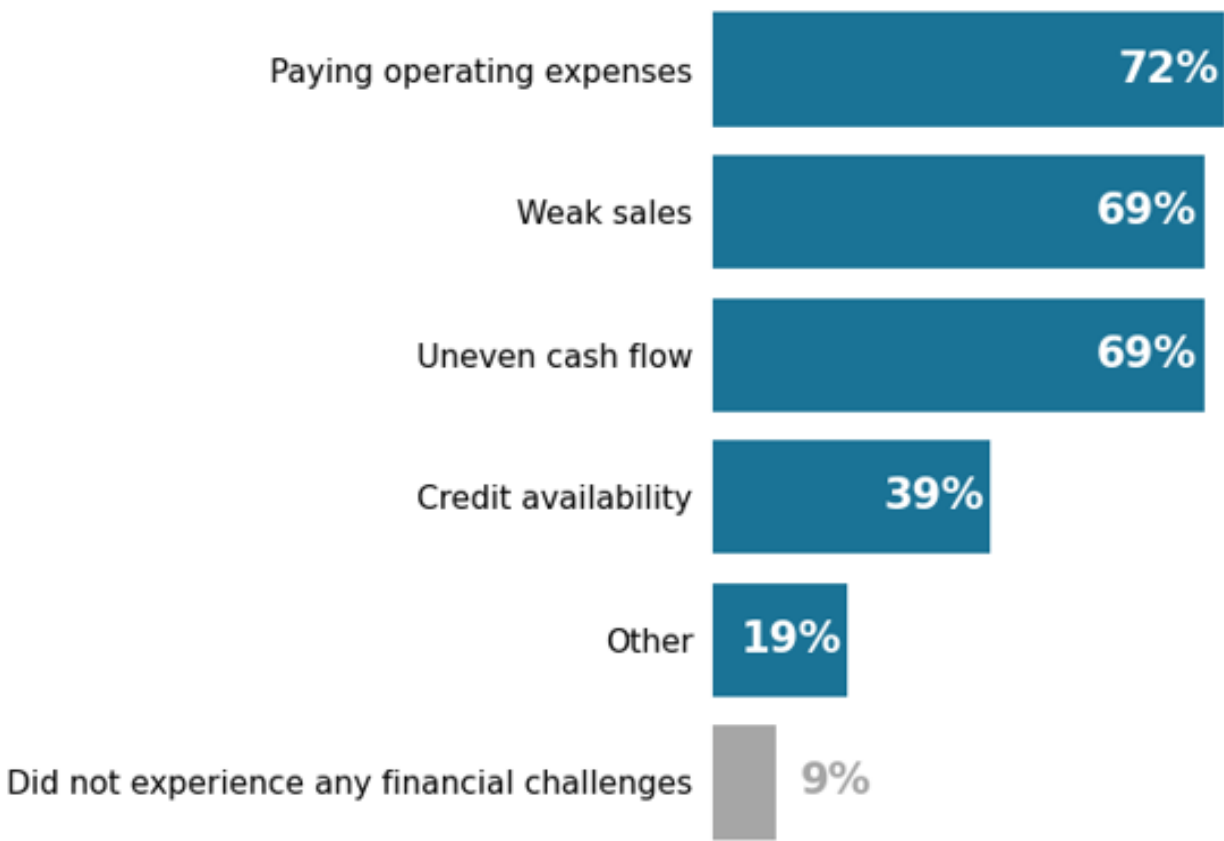 Paying operating expenses 72%
Weak sales 69%
Uneven cash flow 69%
Credit availability 39%
Other 19%
Did not experience any financial challenges 9%